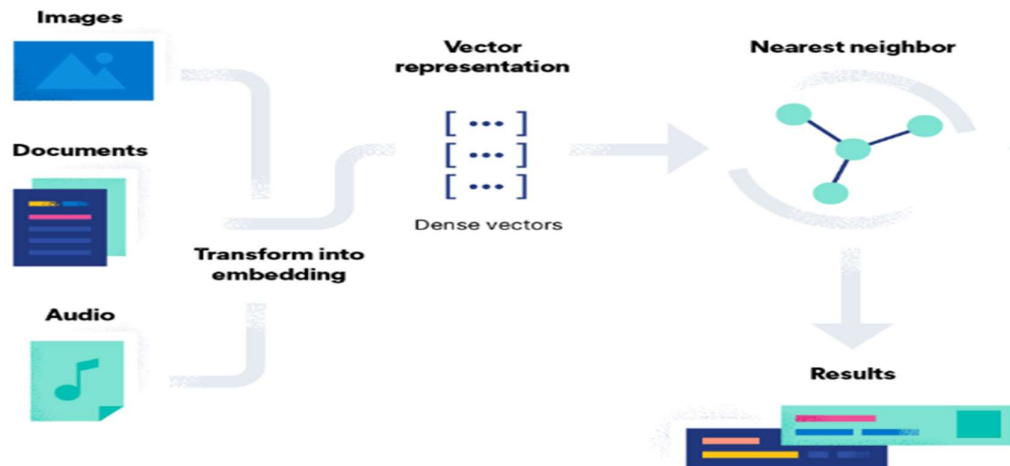 Images
Documents
Audio
Transform into
embedding
Vector
representation
[ ••• ]
[ ••• ]
[ ••• ]
Dense vectors
Nearest neighbor
Results